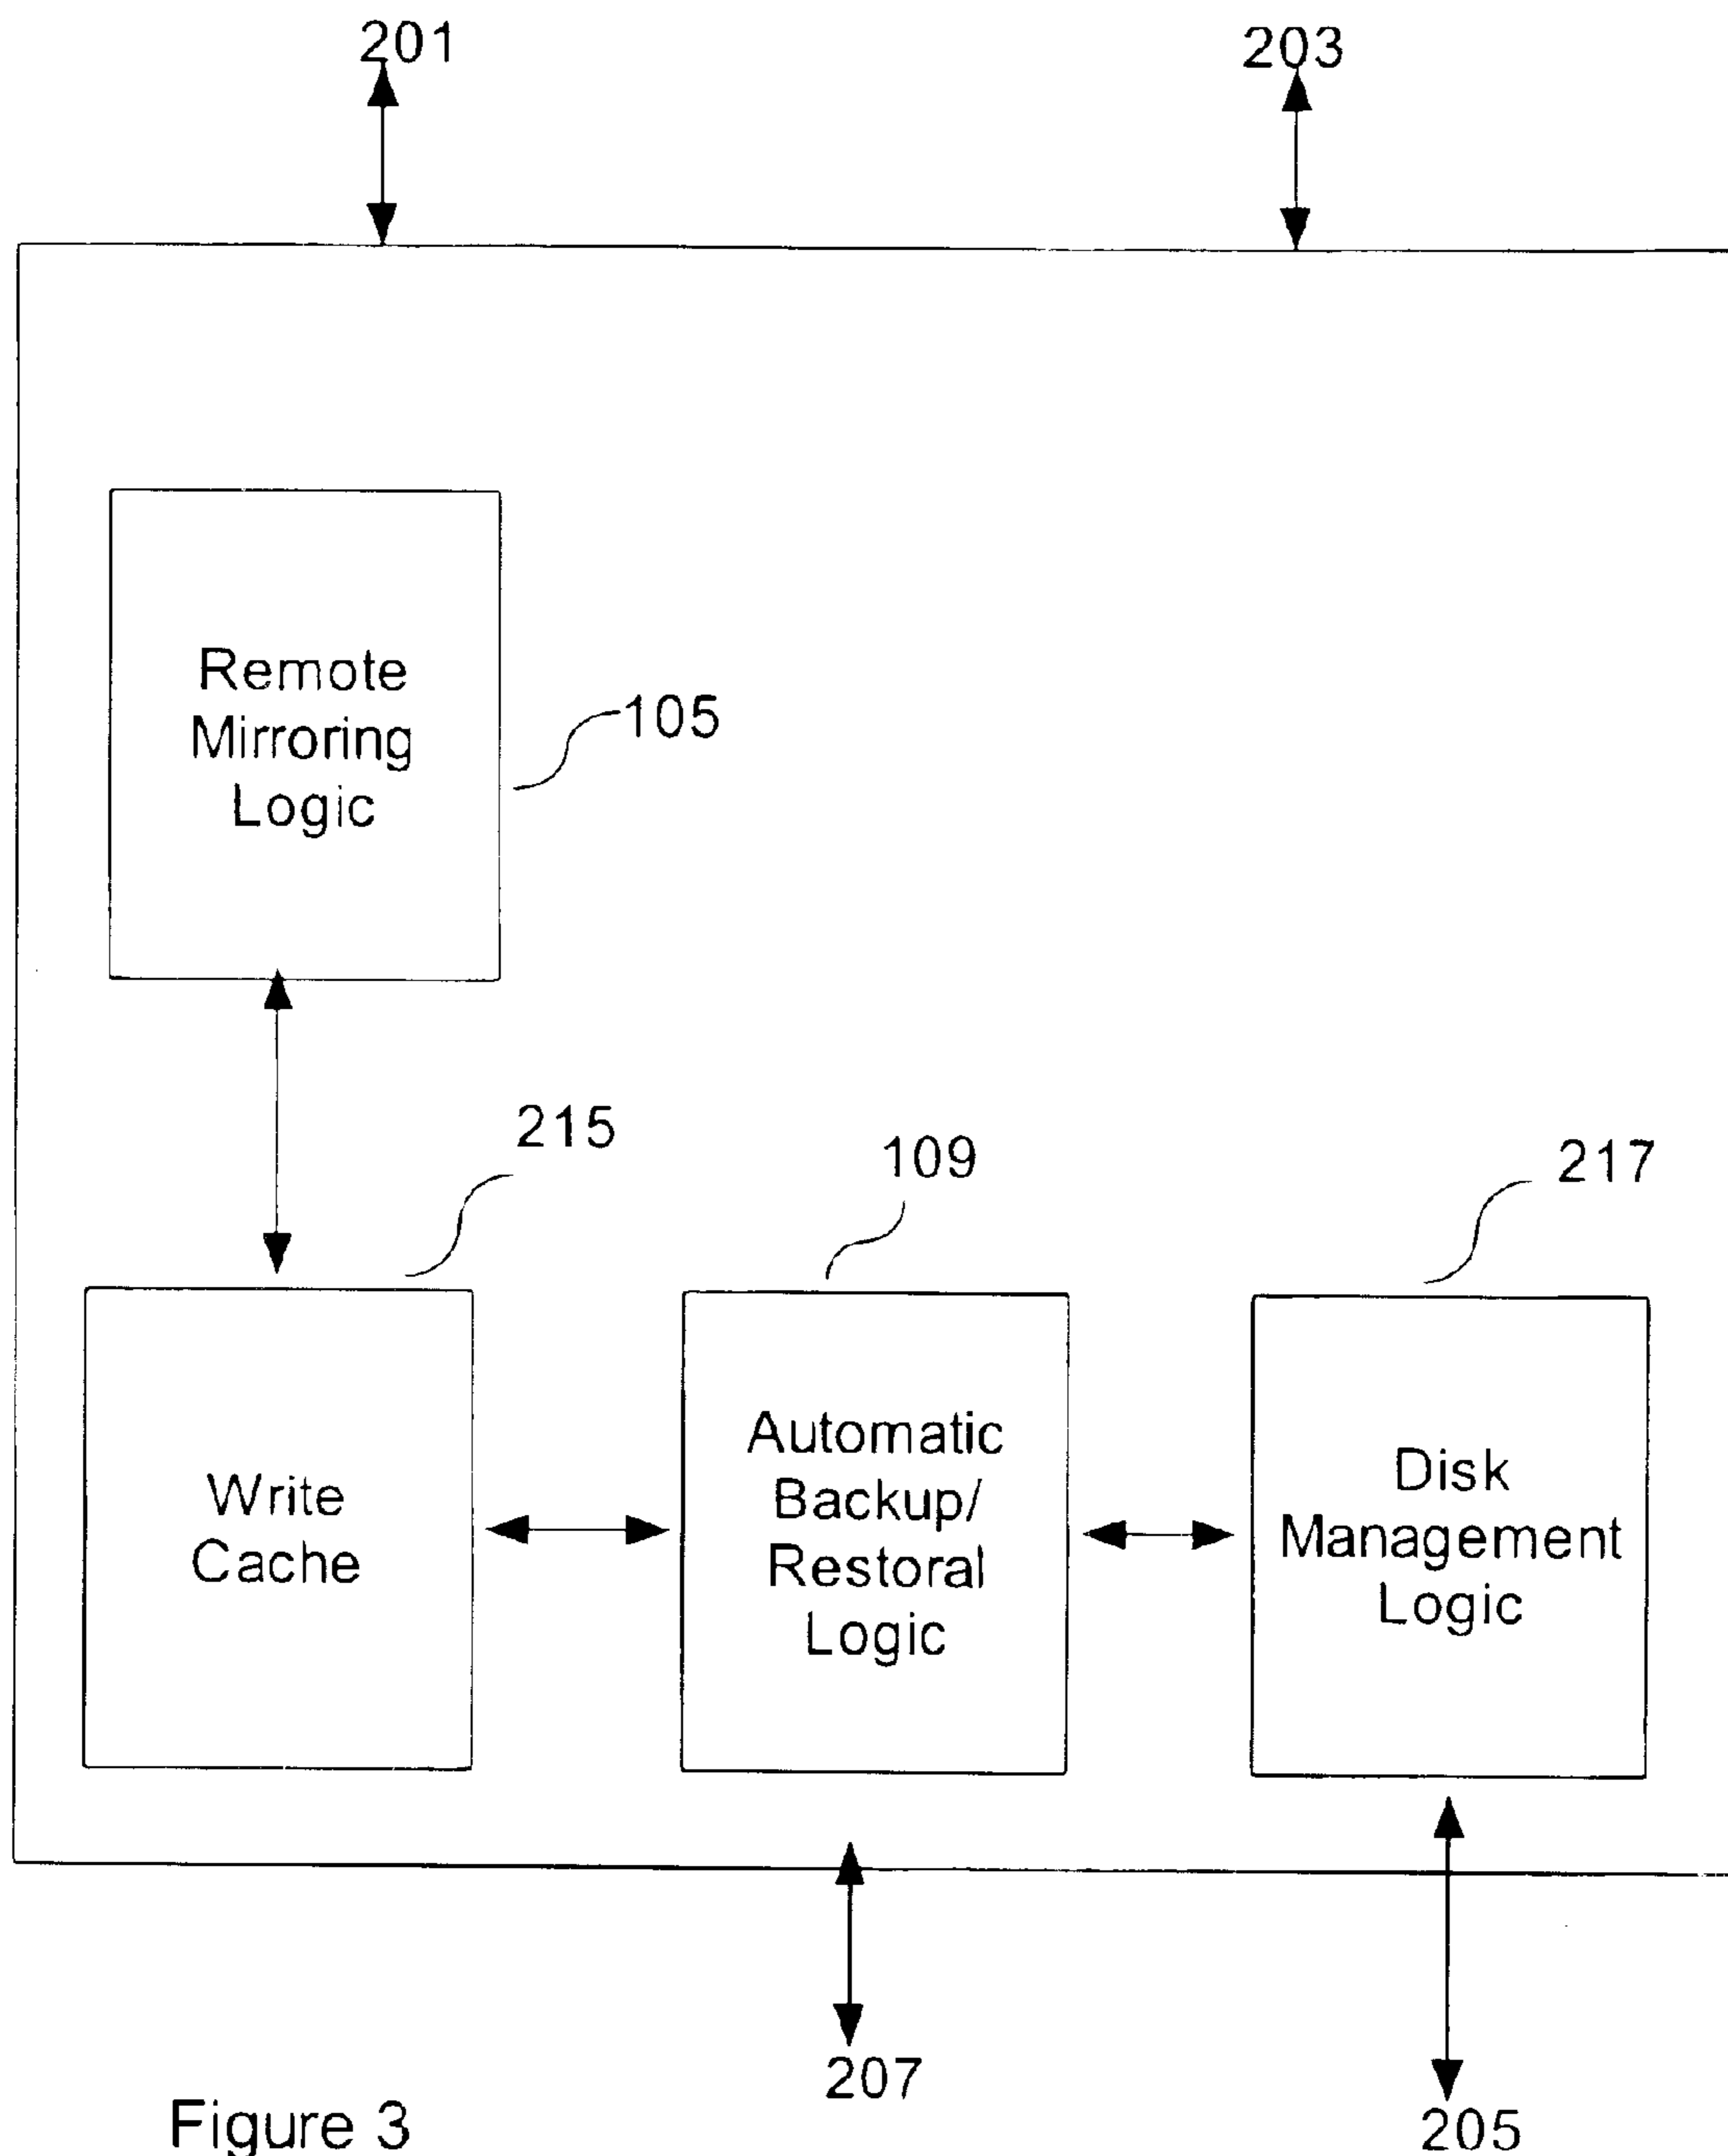 201
203
Remote
Mirroring
Logic
105
215
109
217
Write
Cache
Automatic
Backup/
Restoral
Logic
Disk
Management
Logic
207
205
Figure 3